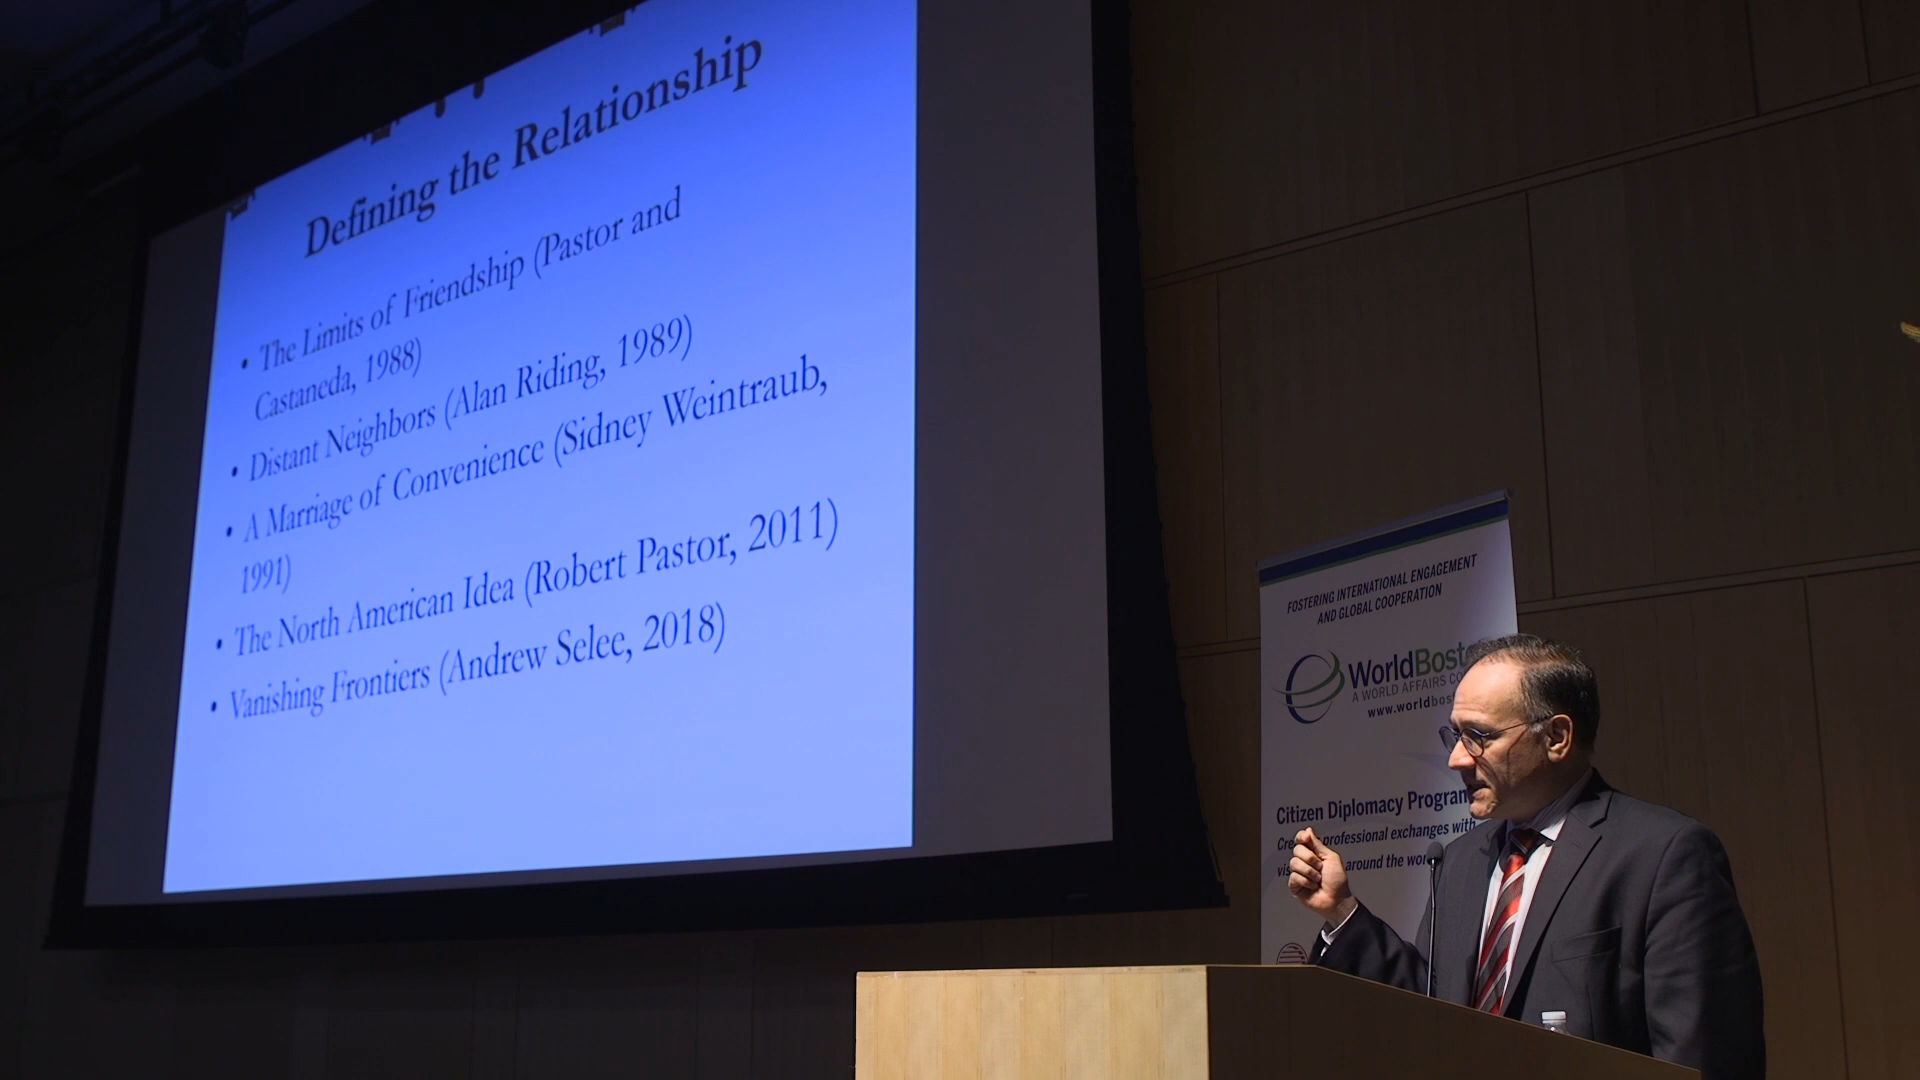 Defining the Relationship
• The Limits of Friendship (Pastor and
Castaneda, 1988)
• Distant Neighbors (Alan Riding, 1989)
• A Marriage of Convenience (Sidney Weintraub,
1991)
• The North American Idea (Robert Pastor, 2011)
• Vanishing Frontiers (Andrew Selee, 2018)
FOSTERING INTERNATIONAL ENGAGEMENT
AND GLOBAL COOPERATION
WorldBost
A WORLD AFFAIRS CO
www.worldbos
Citizen Diplomacy Program
professional exchanges with
around the wor